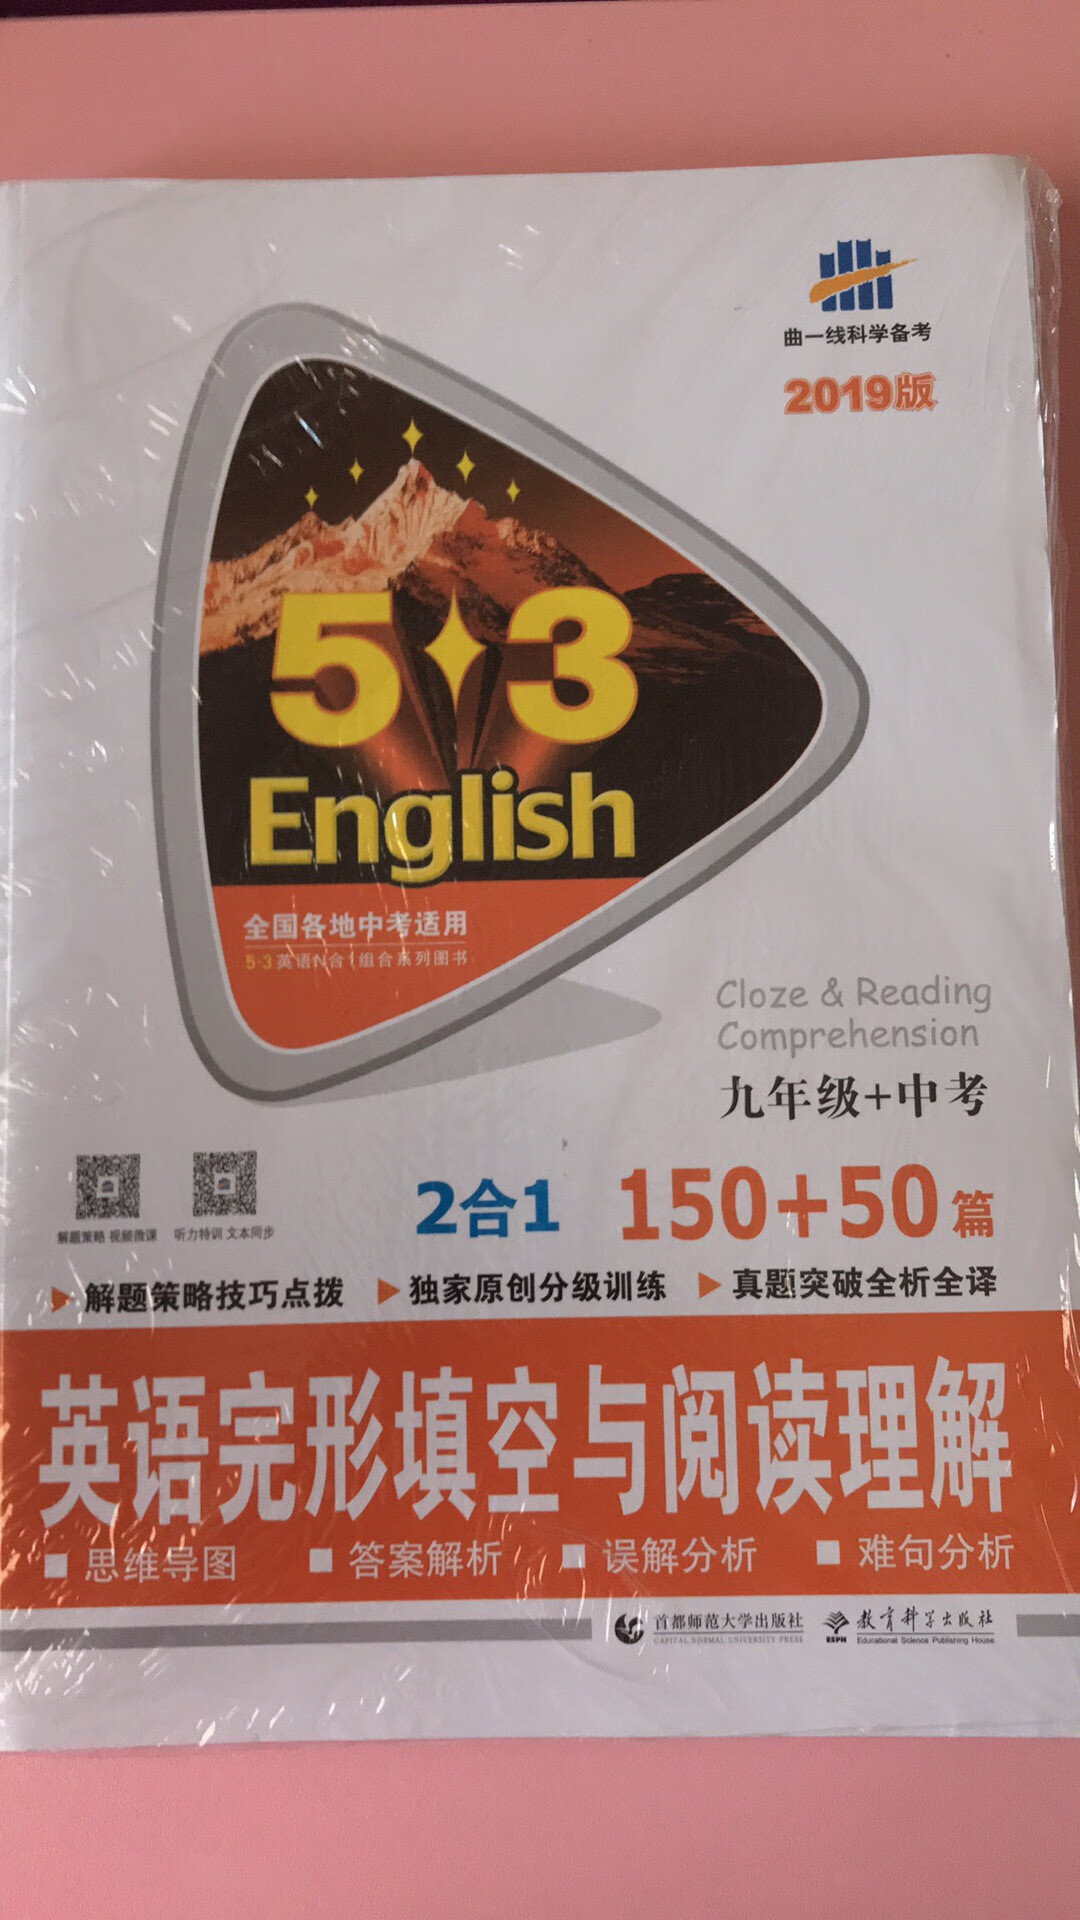 曲一线科学备考
2019版
5 3
English
全国各地中考适用
5·3英语N合1组合系列图书
Cloze & Reading
Comprehension
九年级+中考
解题策略 视频微课
听力特训 文本同步
2合1
150+50篇
解题策略技巧点拨
独家原创分级训练
真题突破全析全译
英语完形填空与阅读理解
思维导图
答案解析
误解分析
难句分析
首都师范大学出版社
CAPITAL NORMAL UNIVERSITY PRESS
教育科学出版社
ESPH
Educational Science Publishing House